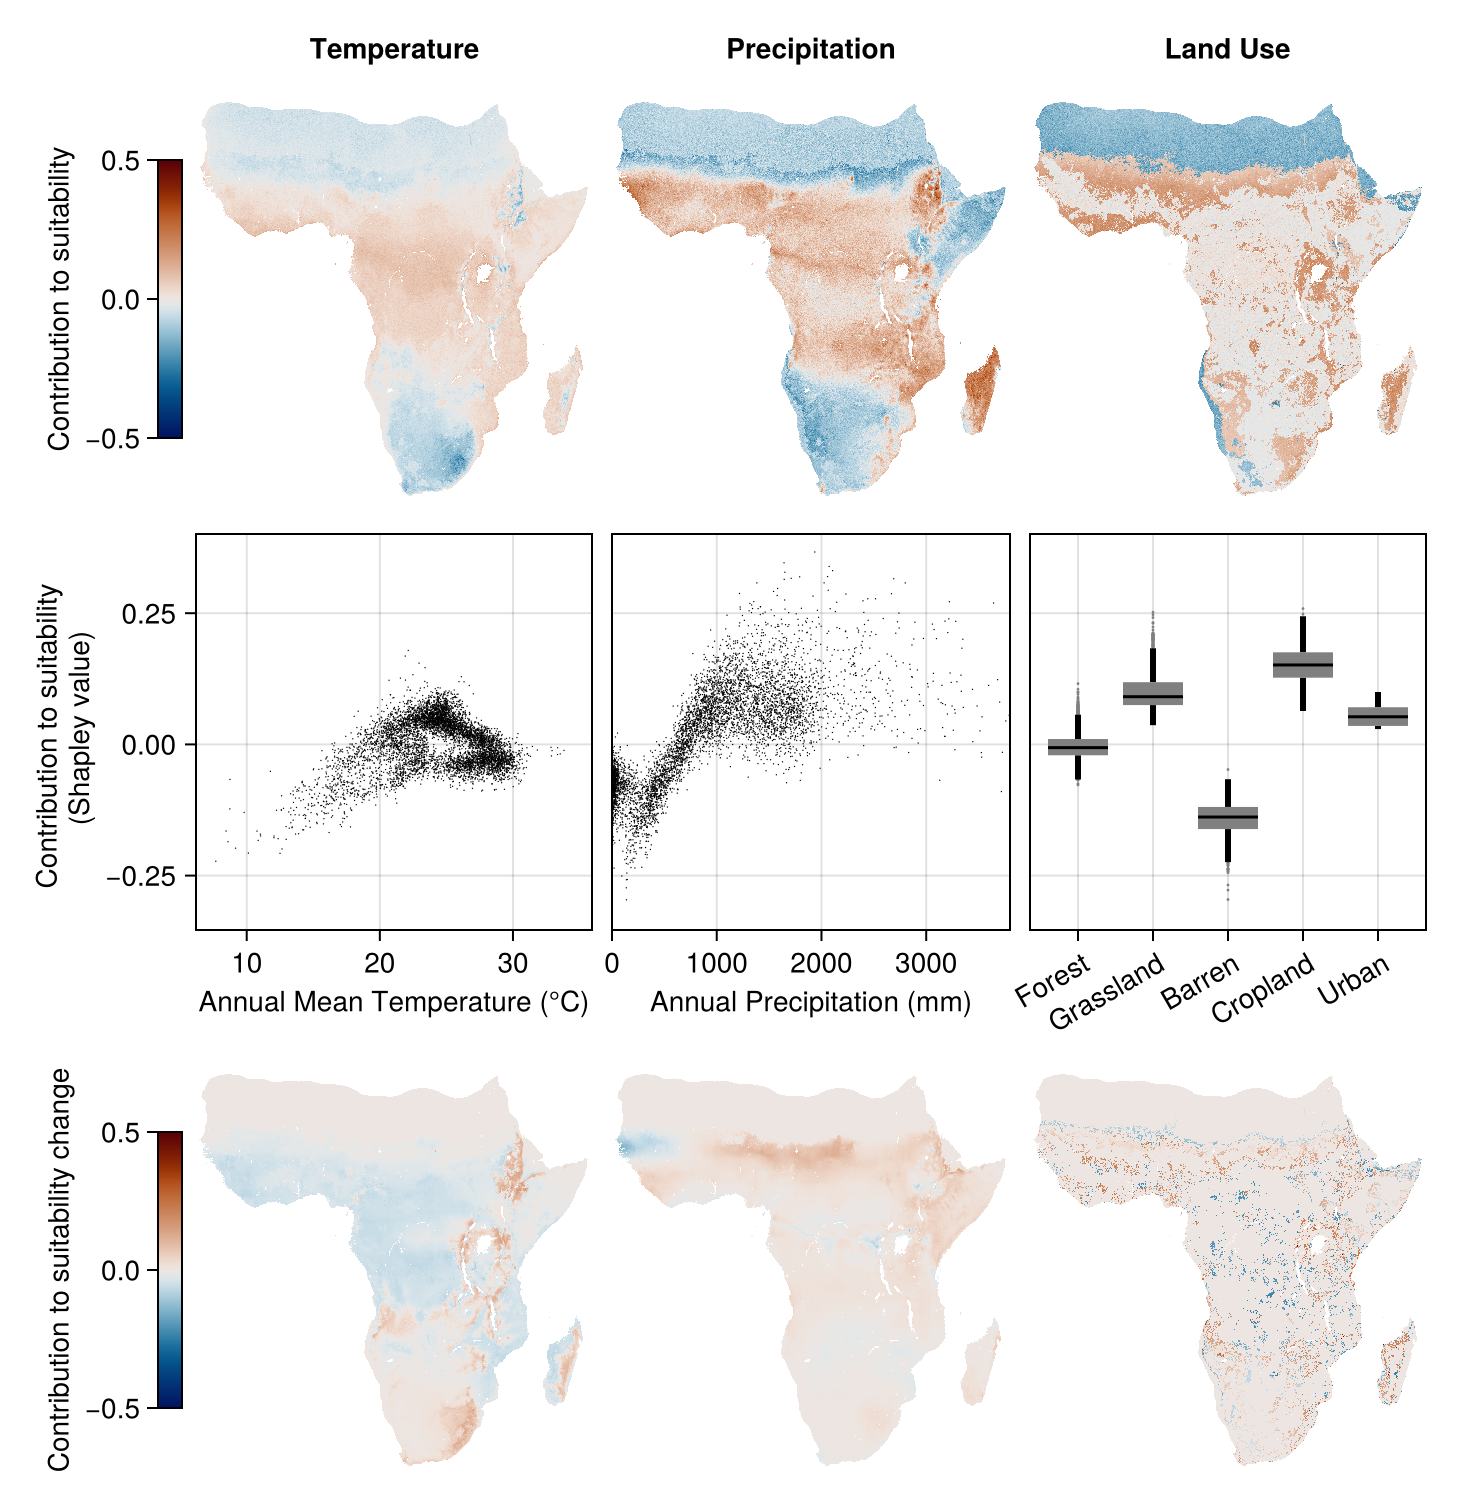 Temperature
Precipitation
Land Use
Contribution to suitability
0.5
0.0
−0.5
Contribution to suitability
(Shapley value)
0.25
0.00
−0.25
10
20
30
Annual Mean Temperature (°C)
0
1000
2000
3000
Annual Precipitation (mm)
Forest
Grassland
Barren
Cropland
Urban
Contribution to suitability change
0.5
0.0
−0.5